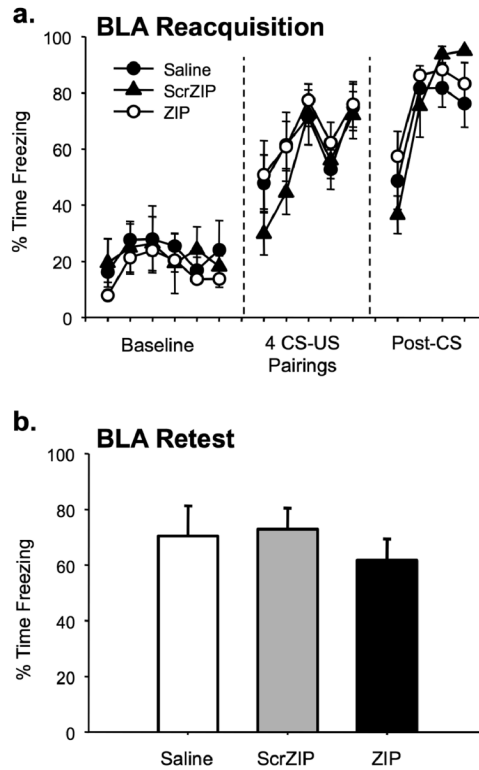 a.
BLA Reacquisition
100
80
60
40
20
0
% Time Freezing
Saline
ScrZIP
ZIP
Baseline
4 CS-US
Pairings
Post-CS
b.
BLA Retest
100
80
60
40
20
0
% Time Freezing
Saline
ScrZIP
ZIP